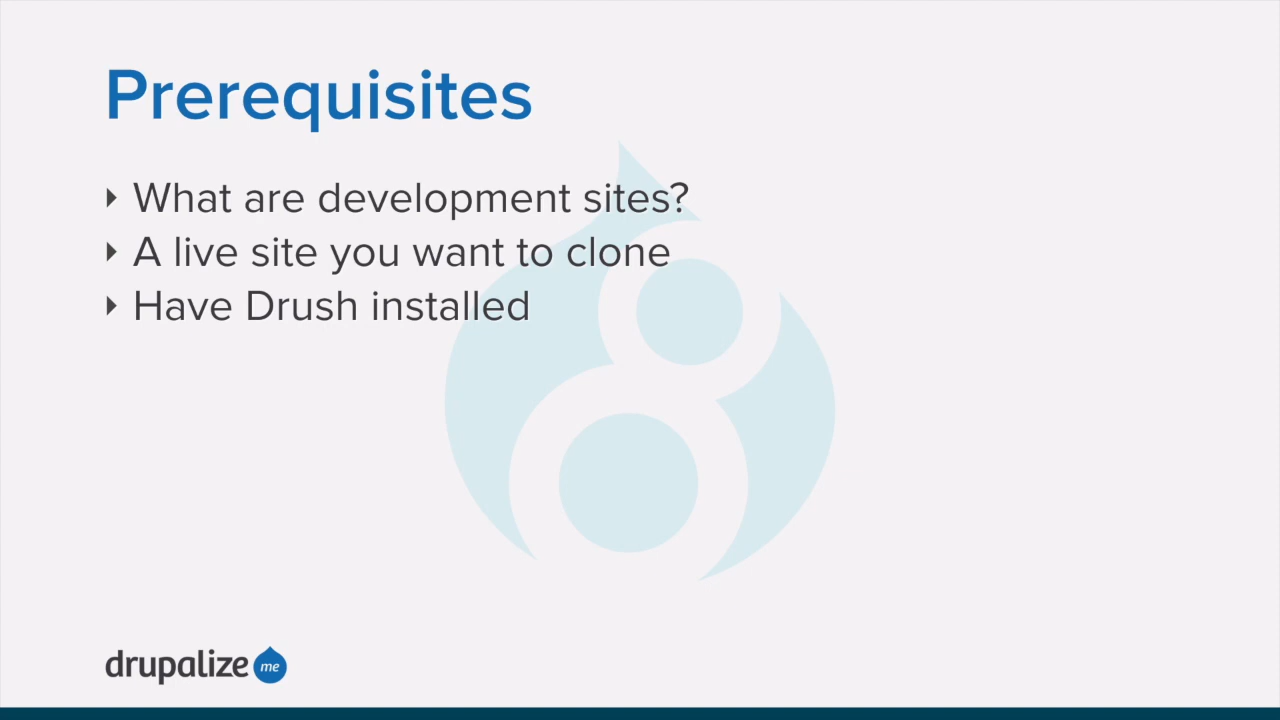 Prerequisites
What are development sites?
A live site you want to clone
Have Drush installed
drupalize me